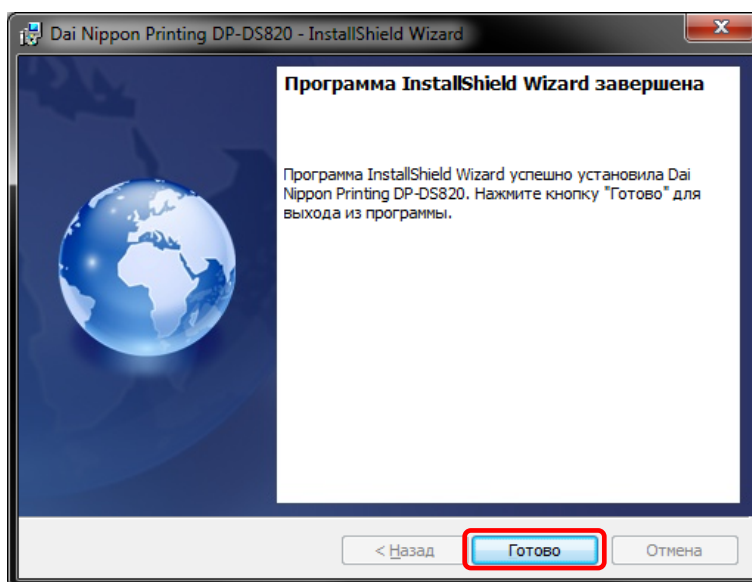 Dai Nippon Printing DP-DS820 - InstallShield Wizard
Программа InstallShield Wizard завершена
Программа InstallShield Wizard успешно установила Dai
Nippon Printing DP-DS820. Нажмите кнопку "Готово" для
выхода из программы.
< Назад
Готово
Отмена